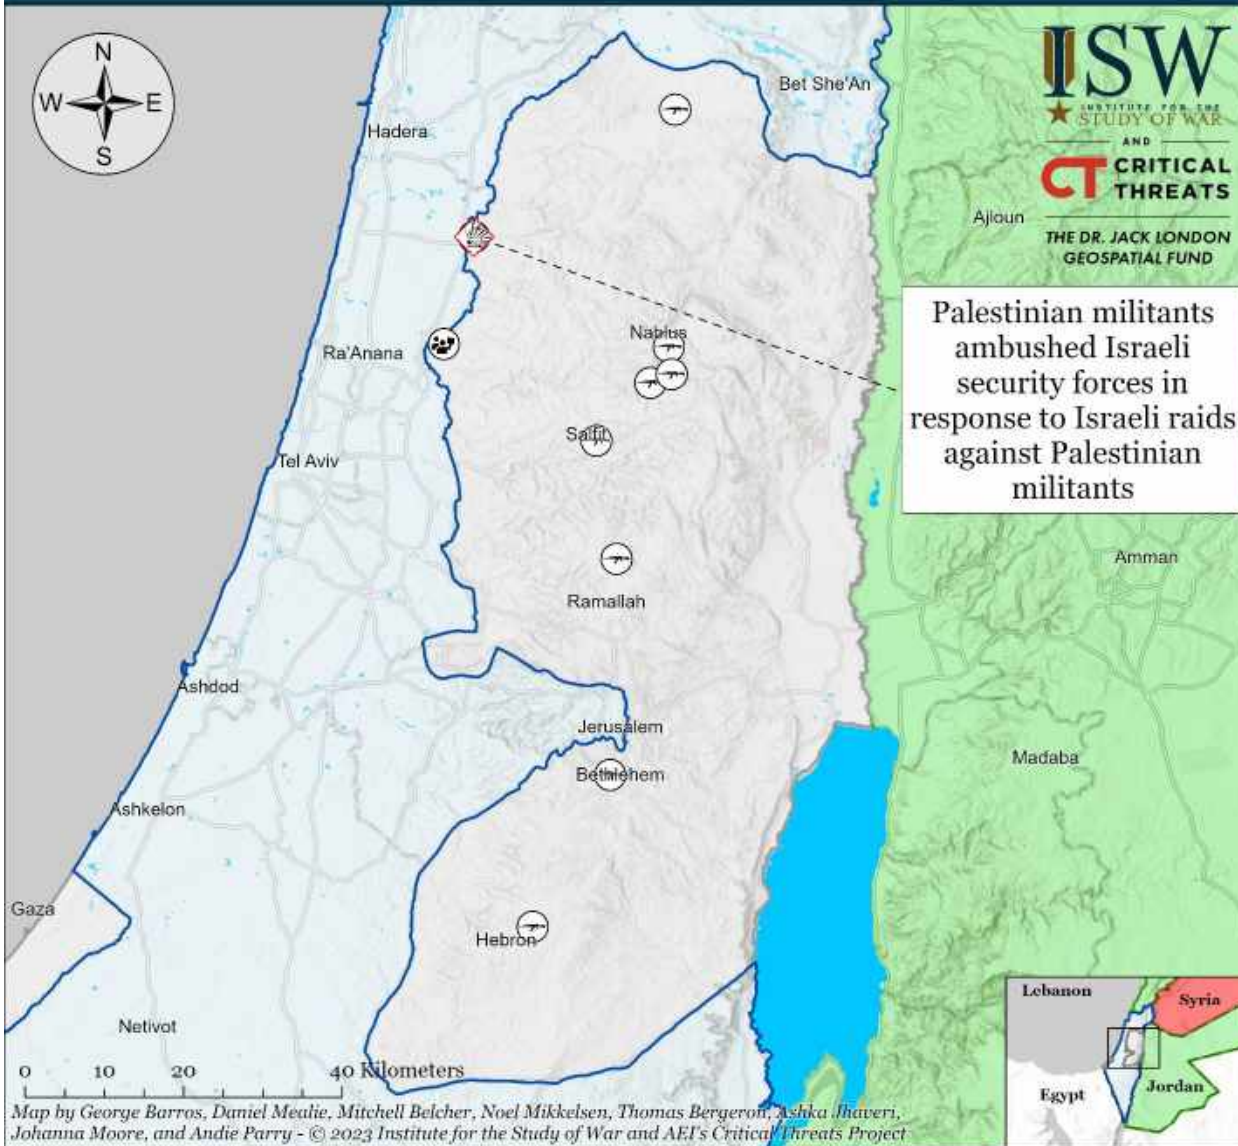 N
W E
S
Bet She'An
Hadera
ISW
INSTITUTE FOR THE
STUDY OF WAR
AND
CT CRITICAL
THREATS
THE DR. JACK LONDON
GEOSPATIAL FUND
Ajloun
Palestinian militants
ambushed Israeli
security forces in
response to Israeli raids
against Palestinian
militants
Nablus
Ra'Anana
Salfit
Tel Aviv
Amman
Ramallah
Ashdod
Jerusalem
Madaba
Bethlehem
Ashkelon
Gaza
Hebron
Netivot
Lebanon
Syria
Egypt
Jordan
0 10 20 40 Kilometers
Map by George Barros, Daniel Mealie, Mitchell Belcher, Noel Mikkelsen, Thomas Bergeron, Ashka Jhaveri,
Johanna Moore, and Andie Parry - © 2023 Institute for the Study of War and AEI's Critical Threats Project